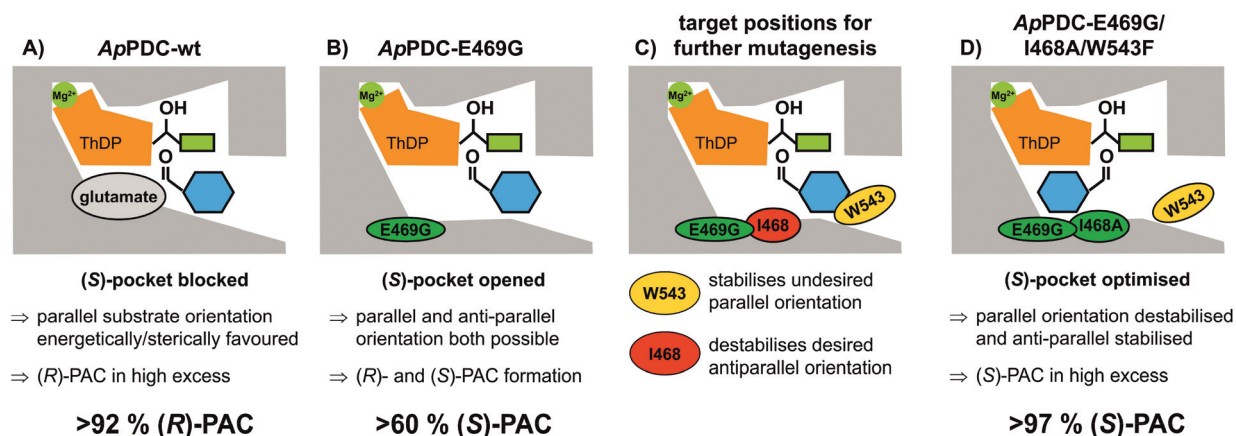 A) ApPDC-wt
Mg2+
OH
ThDP
O
glutamate
(S)-pocket blocked
⇒ parallel substrate orientation
energetically/sterically favoured
⇒ (R)-PAC in high excess
>92 % (R)-PAC
B) ApPDC-E469G
Mg2+
OH
ThDP
O
E469G
(S)-pocket opened
⇒ parallel and anti-parallel
orientation both possible
⇒ (R)- and (S)-PAC formation
>60 % (S)-PAC
target positions for
C) further mutagenesis
Mg2+
OH
ThDP
O
W543
E469G
I468
W543
stabilises undesired
parallel orientation
I468
destabilises desired
antiparallel orientation
ApPDC-E469G/
D) I468A/W543F
Mg2+
OH
ThDP
O
W543
E469G
I468A
(S)-pocket optimised
⇒ parallel orientation destabilised
and anti-parallel stabilised
⇒ (S)-PAC in high excess
>97 % (S)-PAC